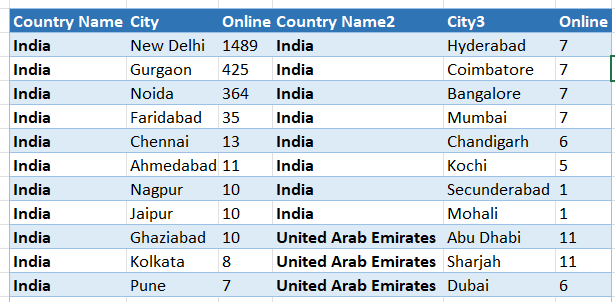 Country Name City Online Country Name2 City3 Online
India New Delhi 1489 India Hyderabad 7
India Gurgaon 425 India Coimbatore 7
India Noida 364 India Bangalore 7
India Faridabad 35 India Mumbai 7
India Chennai 13 India Chandigarh 6
India Ahmedabad 11 India Kochi 5
India Nagpur 10 India Secunderabad 1
India Jaipur 10 India Mohali 1
India Ghaziabad 10 United Arab Emirates Abu Dhabi 11
India Kolkata 8 United Arab Emirates Sharjah 11
India Pune 7 United Arab Emirates Dubai 6